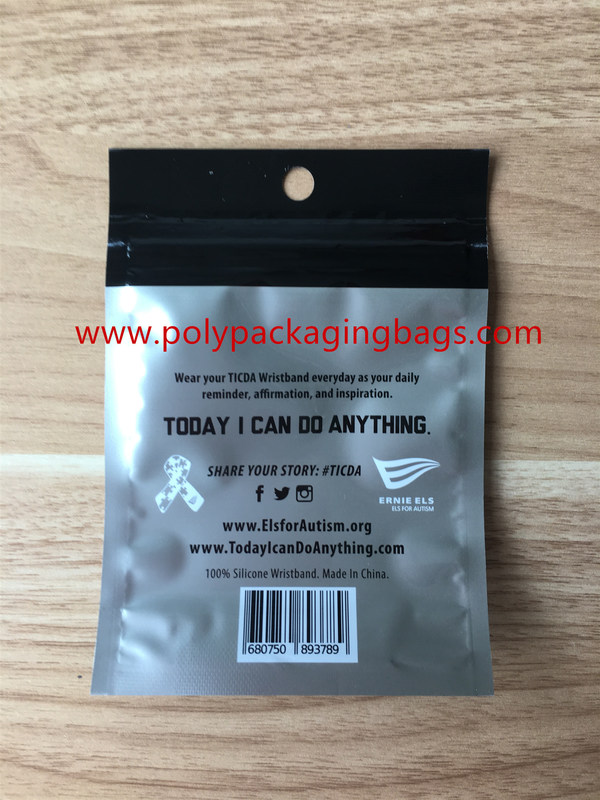 www.polypackagingbags.com
Wear your TICDA Wristband everyday as your daily
reminder, affirmation, and inspiration.
TODAY I CAN DO ANYTHING.
SHARE YOUR STORY: #TICDA
ERNIE ELS
ELS FOR AUTISM
www.ElsforAutism.org
www.TodayIcanDoAnything.com
100% Silicone Wristband. Made In China.
680750 893789